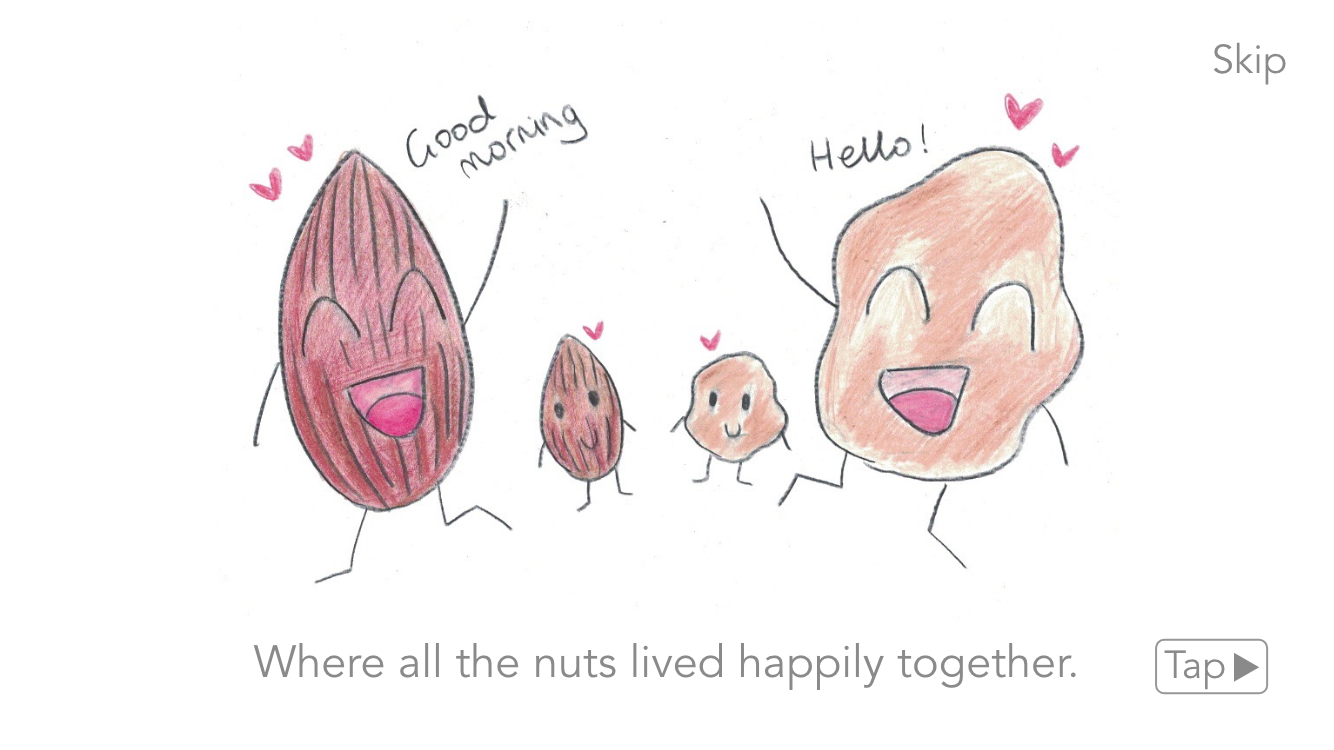 Skip
Good
morning
Hello!
Where all the nuts lived happily together.
Tap